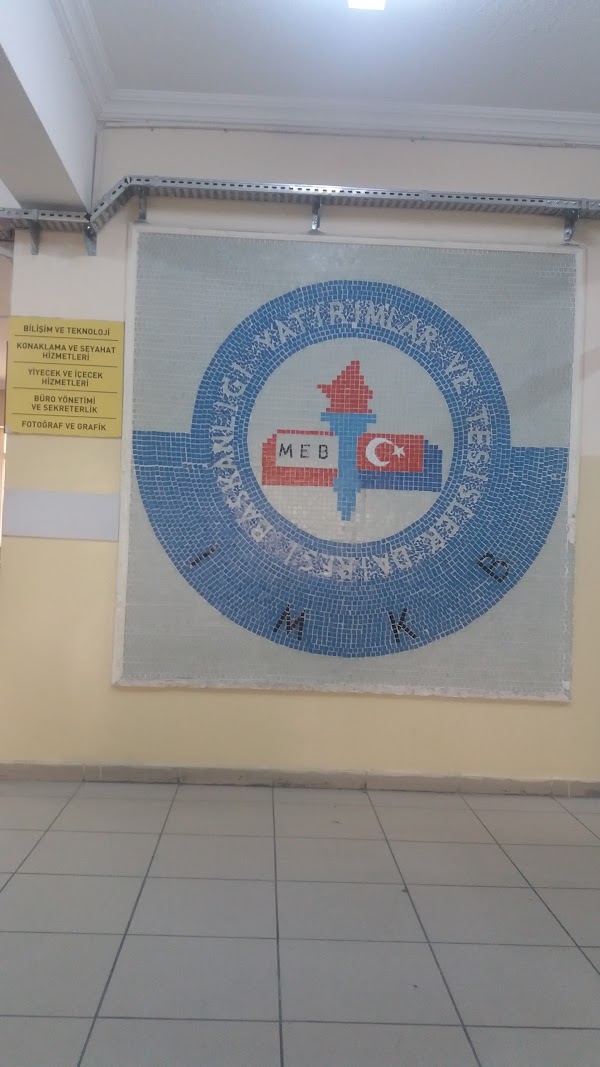 BİLİŞİM VE TEKNOLOJİ
KONAKLAMA VE SEYAHAT
HİZMETLERİ
YİYECEK VE İÇECEK
HİZMETLERİ
BÜRO YÖNETİMİ
VE SEKRETERLİK
FOTOĞRAF VE GRAFİK
YATIRIMLAR VE TESİSLER DAİRESİ BAŞKANLIĞI
MEB
İMKB